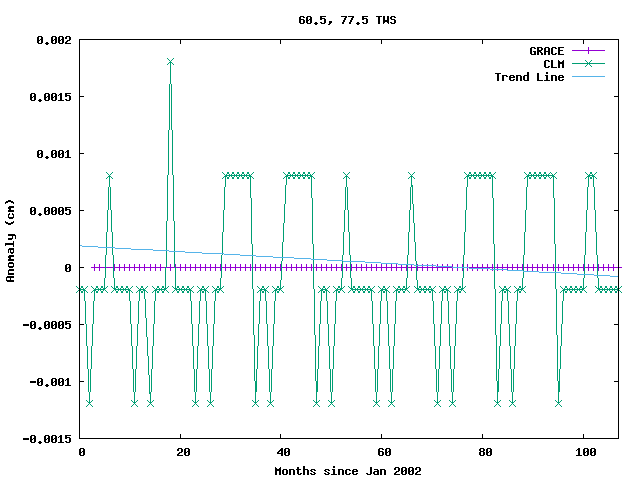 60.5, 77.5 TWS
GRACE
CLM
Trend Line
0.002
0.0015
0.001
0.0005
0
-0.0005
-0.001
-0.0015
Anomaly (cm)
0 20 40 60 80 100
Months since Jan 2002